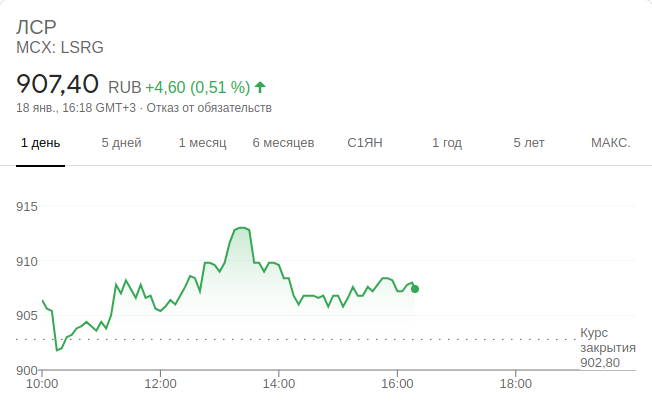 ЛСР
MCX: LSRG
907,40 RUB +4,60 (0,51 %)
18 янв., 16:18 GMT+3 · Отказ от обязательств
1 день 5 дней 1 месяц 6 месяцев С1ЯН 1 год 5 лет МАКС.
915
910
905
900
Курс
закрытия
902,80
10:00 12:00 14:00 16:00 18:00